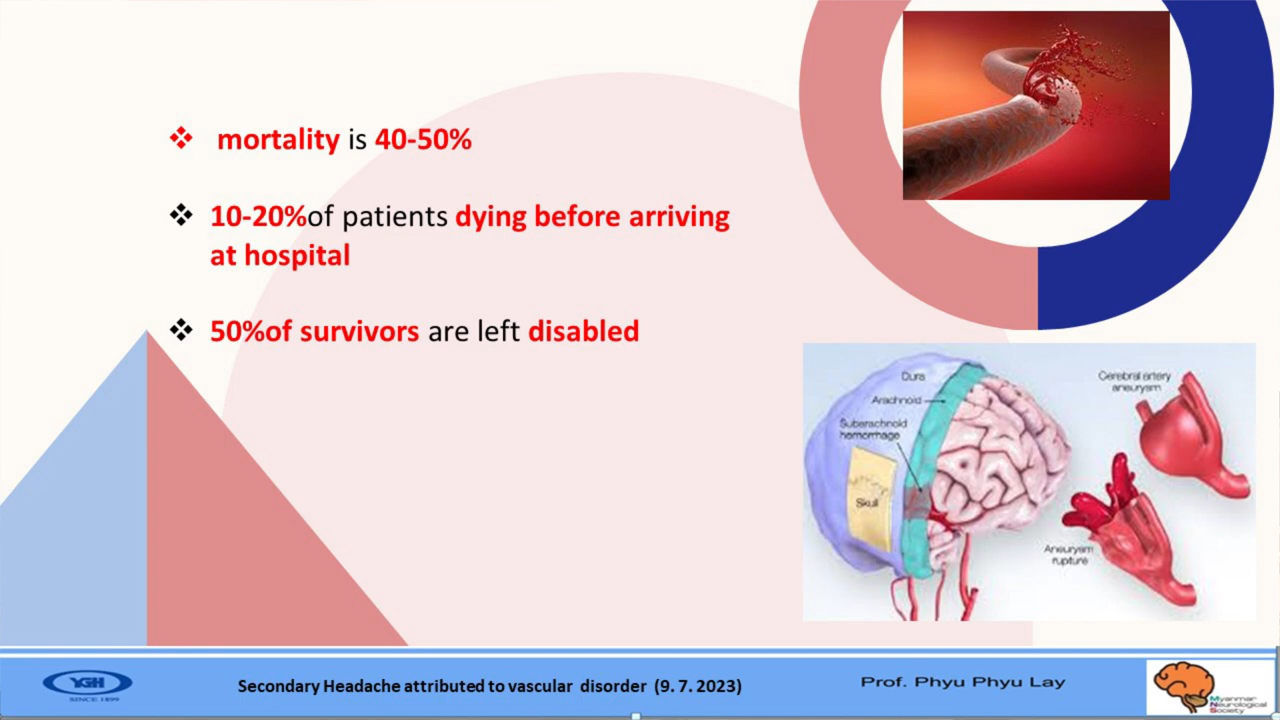 ❖ mortality is 40-50%
❖ 10-20%of patients dying before arriving
at hospital
❖ 50%of survivors are left disabled
Dura
Arachnoid
Subarachnoid
hemorrhage
Skull
Cerebral artery
aneurysm
Aneurysm
rupture
YGH
SINCE 1899
Secondary Headache attributed to vascular disorder (9. 7. 2023)
Prof. Phyu Phyu Lay
Myanmar
Neurological
Society